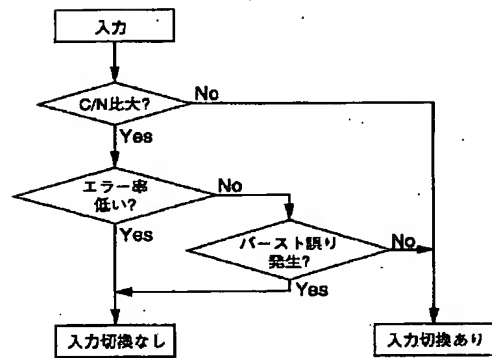 入力
C/N比大?
No
Yes
エラー率
低い?
No
Yes
バースト誤り
発生?
No
Yes
入力切換なし
入力切換あり